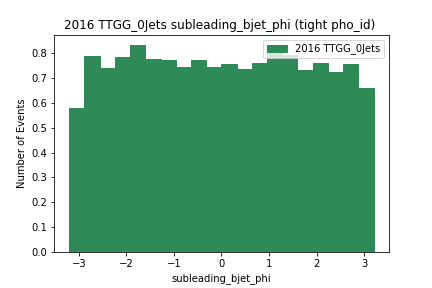 2016 TTGG_0Jets subleading_bjet_phi (tight pho_id)
2016 TTGG_0Jets
Number of Events
0.8
0.7
0.6
0.5
0.4
0.3
0.2
0.1
0.0
−3 −2 −1 0 1 2 3
subleading_bjet_phi